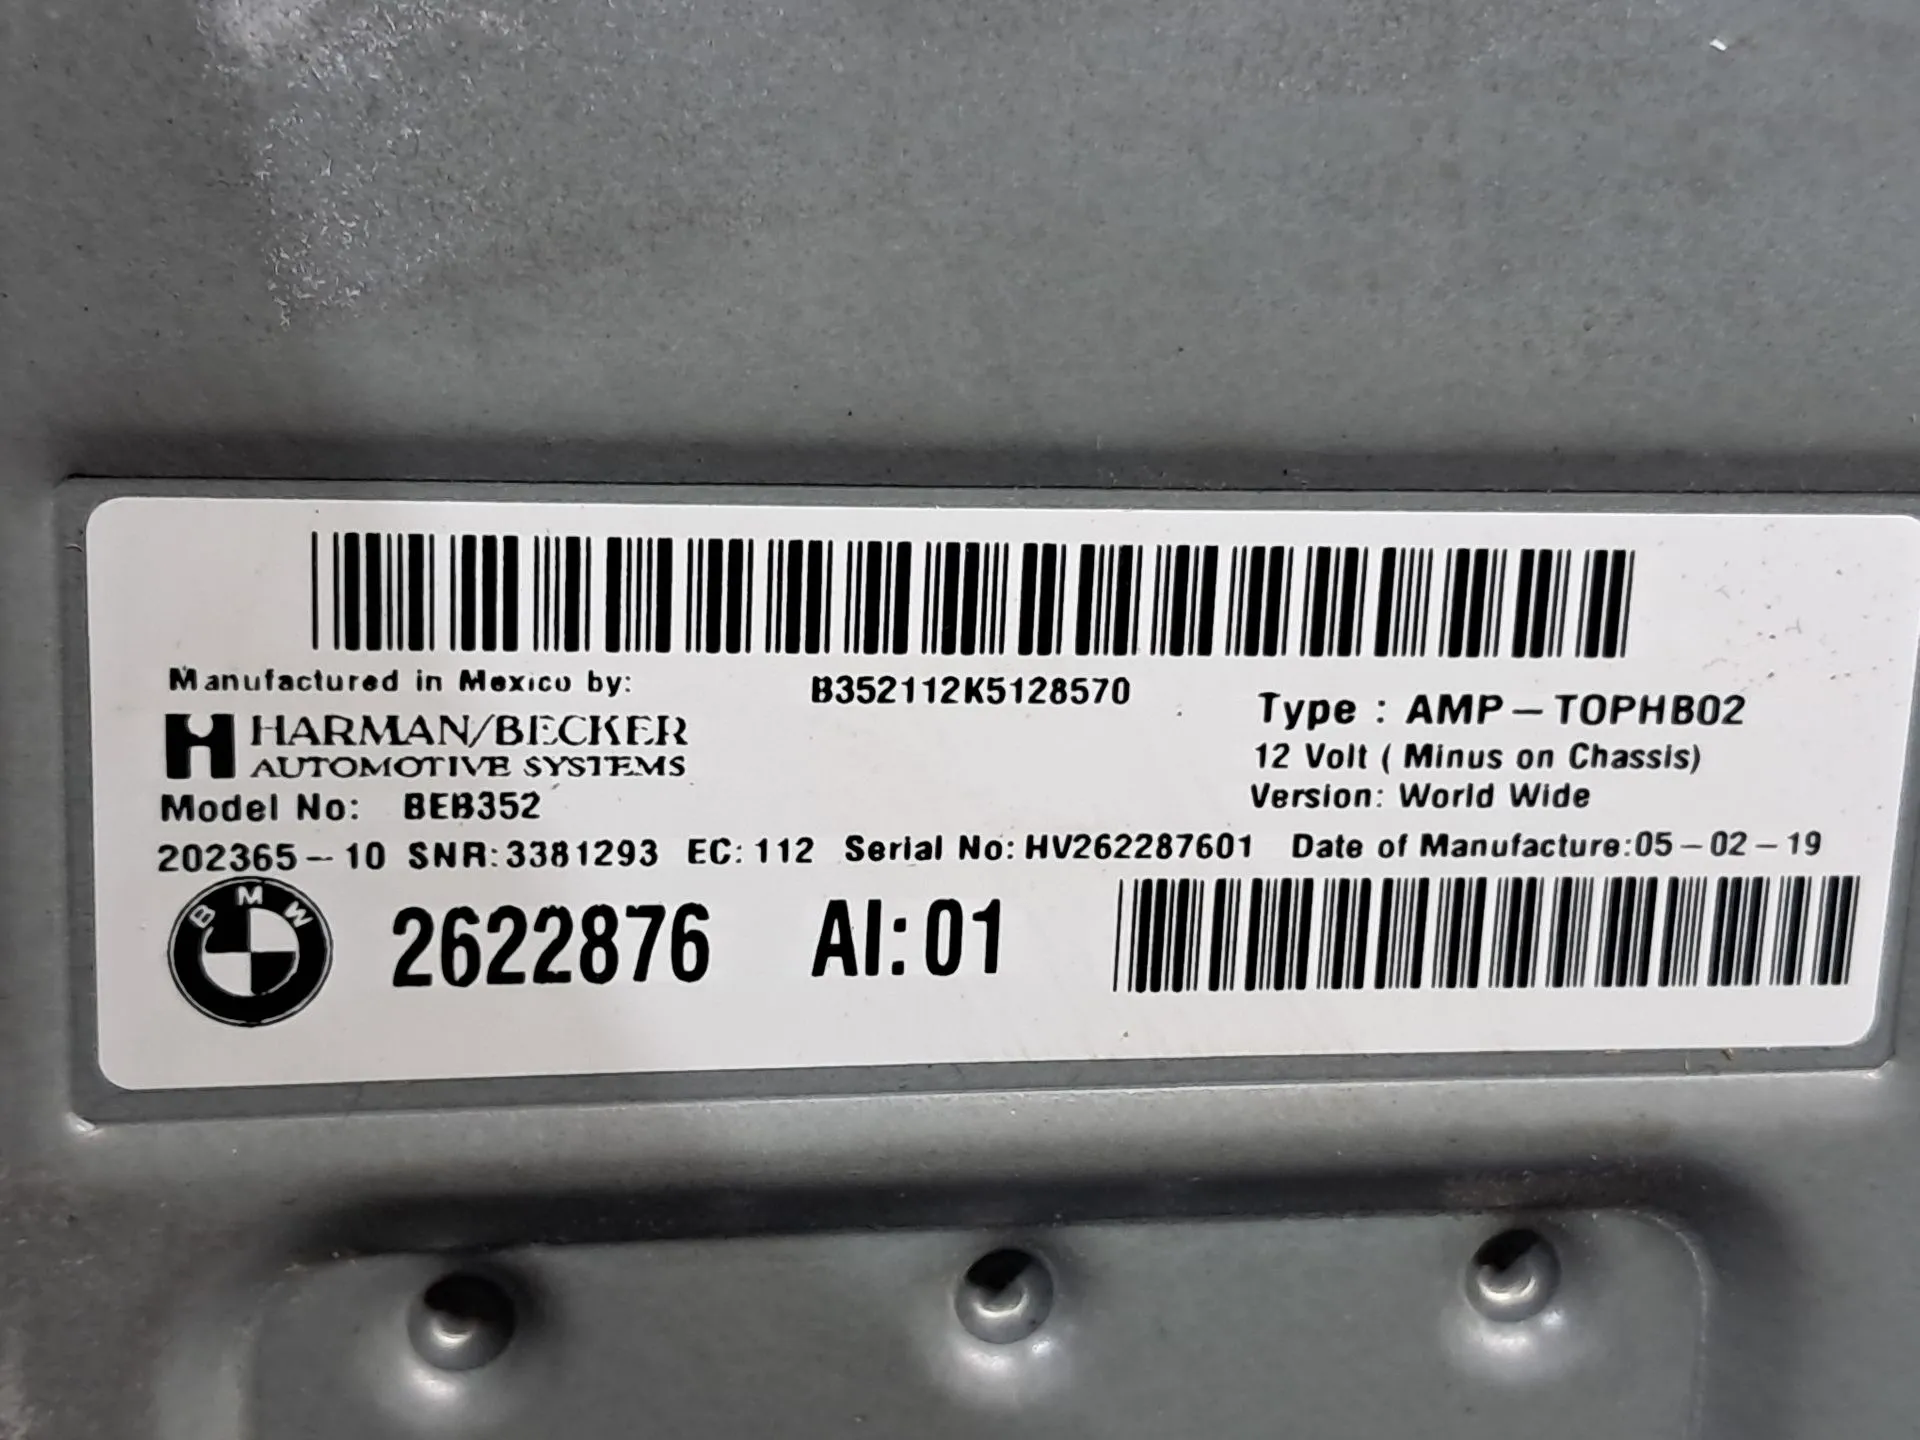 Manufactured in Mexico by:
B352112K5128570
HARMAN/BECKER
AUTOMOTIVE SYSTEMS
Type : AMP-TOPHB02
12 Volt ( Minus on Chassis)
Model No: BEB352
Version: World Wide
202365-10 SNR:3381293 EC:112 Serial No:HV262287601 Date of Manufacture:05-02-19
BMW
2622876 AI:01